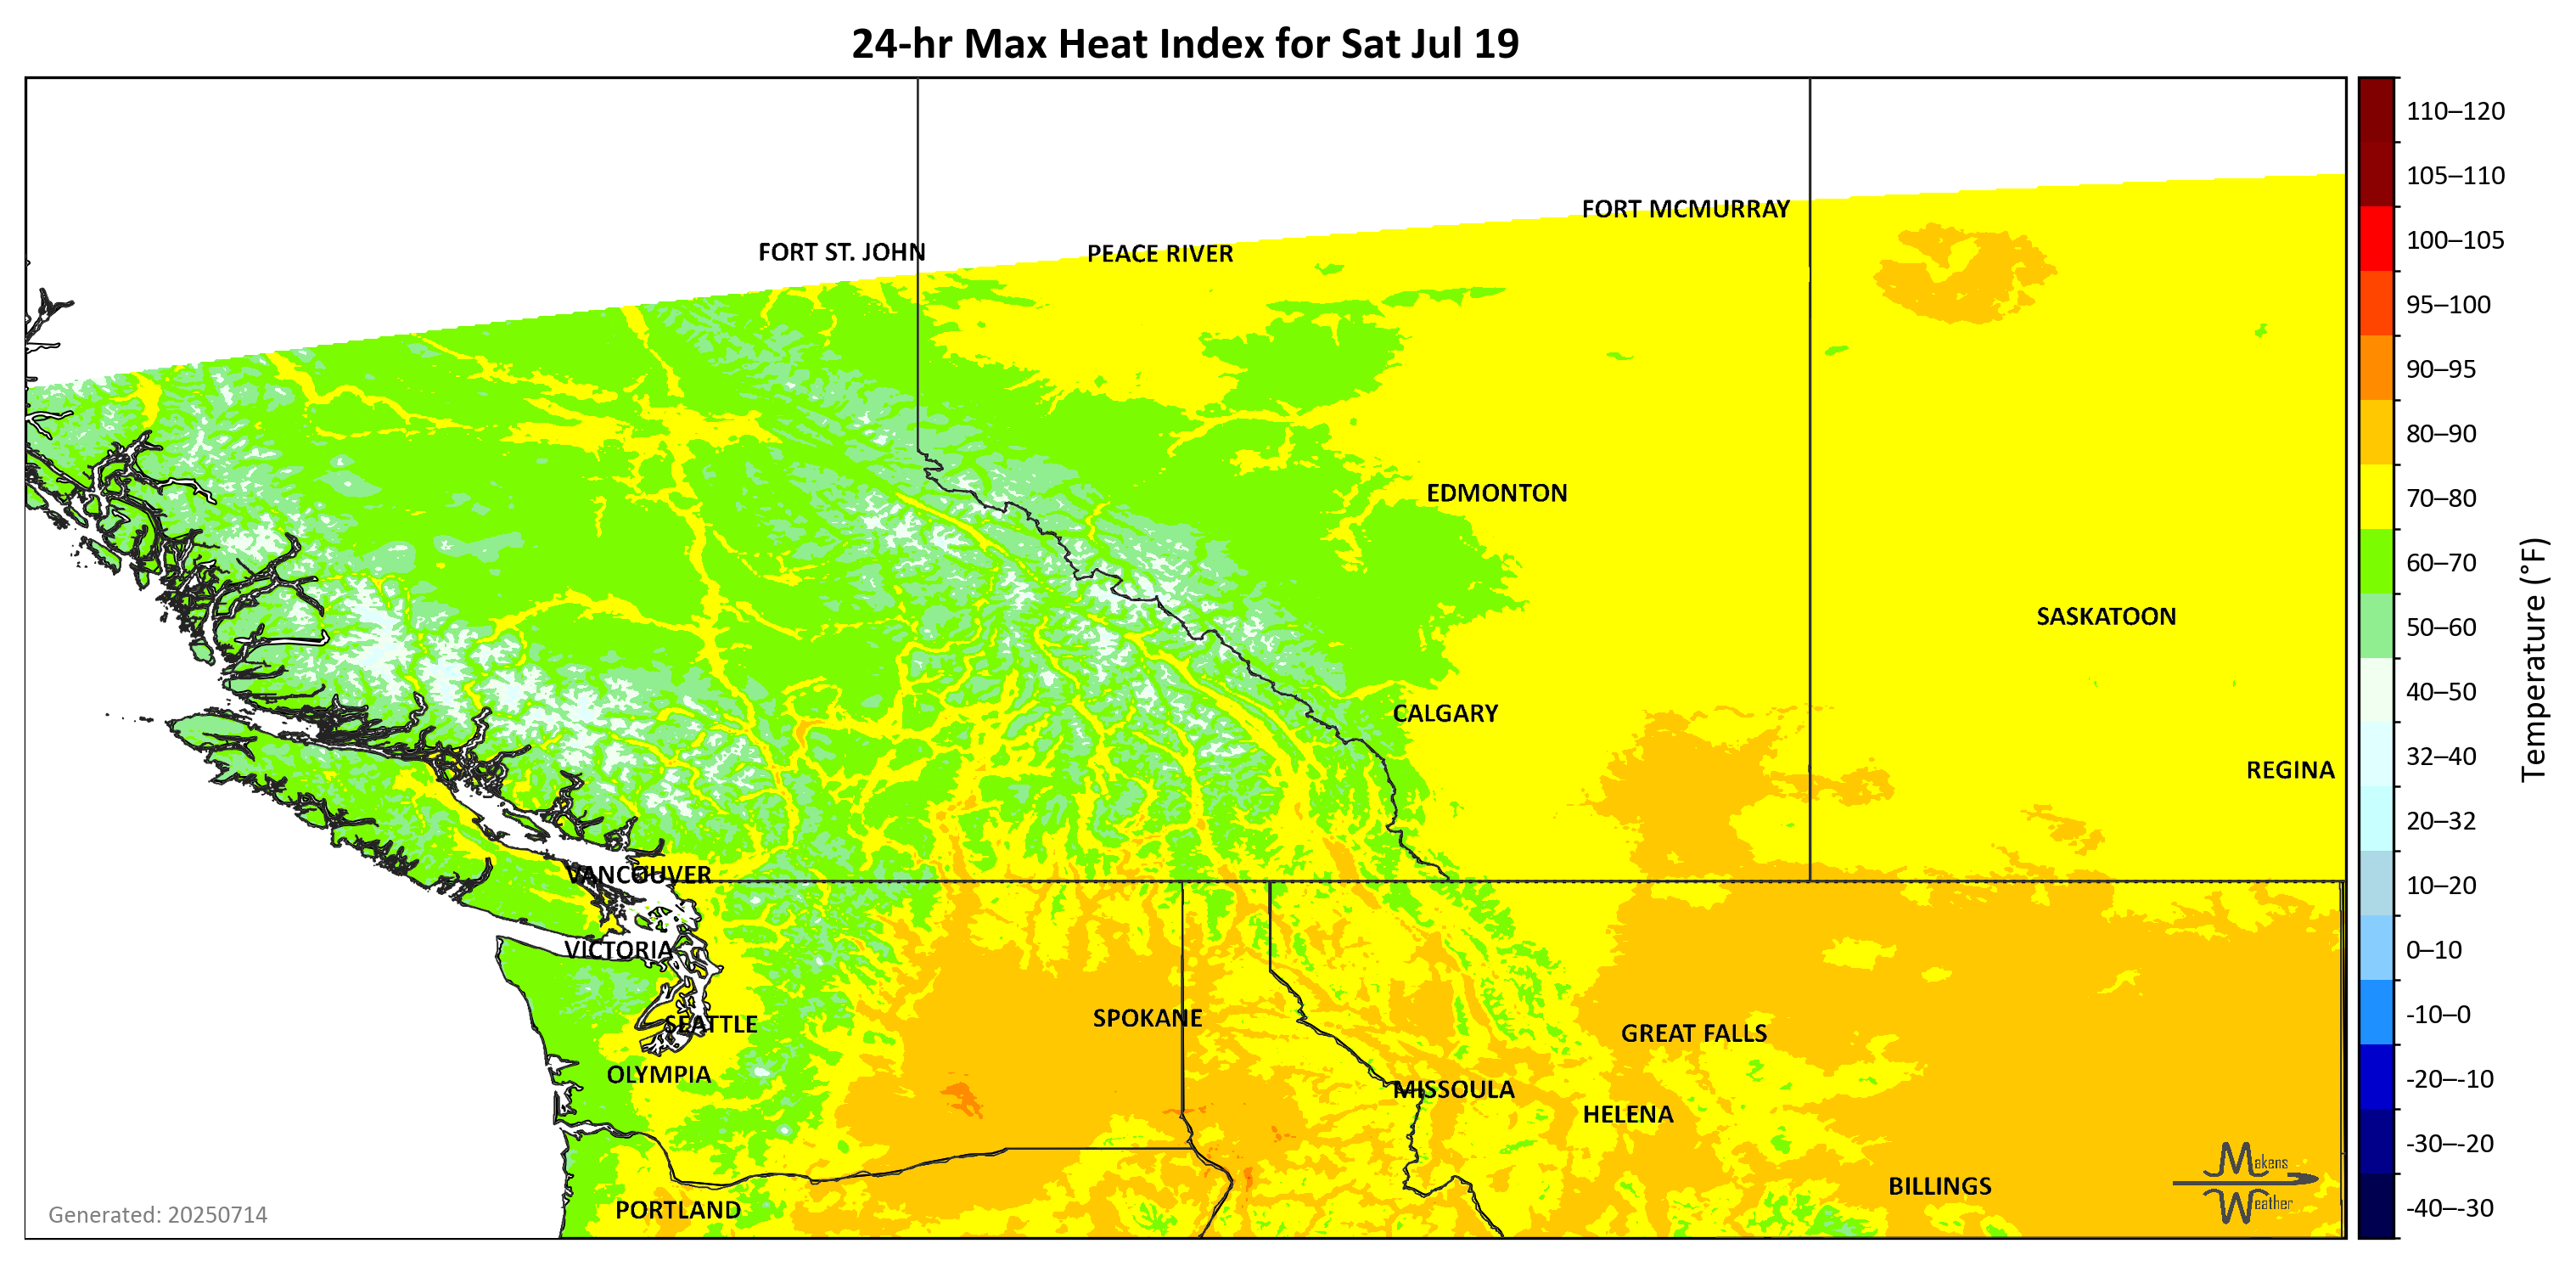 24-hr Max Heat Index for Sat Jul 19
FORT MCMURRAY
FORT ST. JOHN
PEACE RIVER
EDMONTON
SASKATOON
CALGARY
REGINA
VANCOUVER
VICTORIA
SEATTLE
SPOKANE
GREAT FALLS
OLYMPIA
MISSOULA
HELENA
BILLINGS
PORTLAND
Makens
Weather
Generated: 20250714
110–120
105–110
100–105
95–100
90–95
80–90
70–80
60–70
50–60
40–50
32–40
20–32
10–20
0–10
-10–0
-20–-10
-30–-20
-40–-30
Temperature (°F)